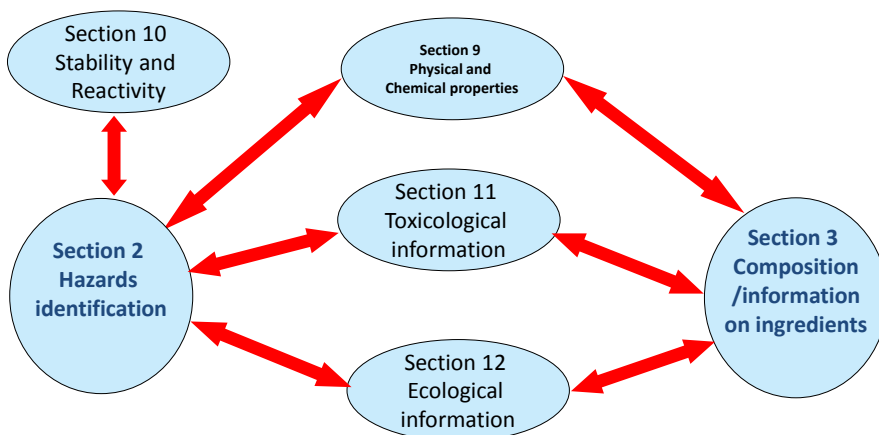 Section 10
Stability and
Reactivity
Section 9
Physical and
Chemical properties
Section 2
Hazards
identification
Section 11
Toxicological
information
Section 3
Composition
/information
on ingredients
Section 12
Ecological
information